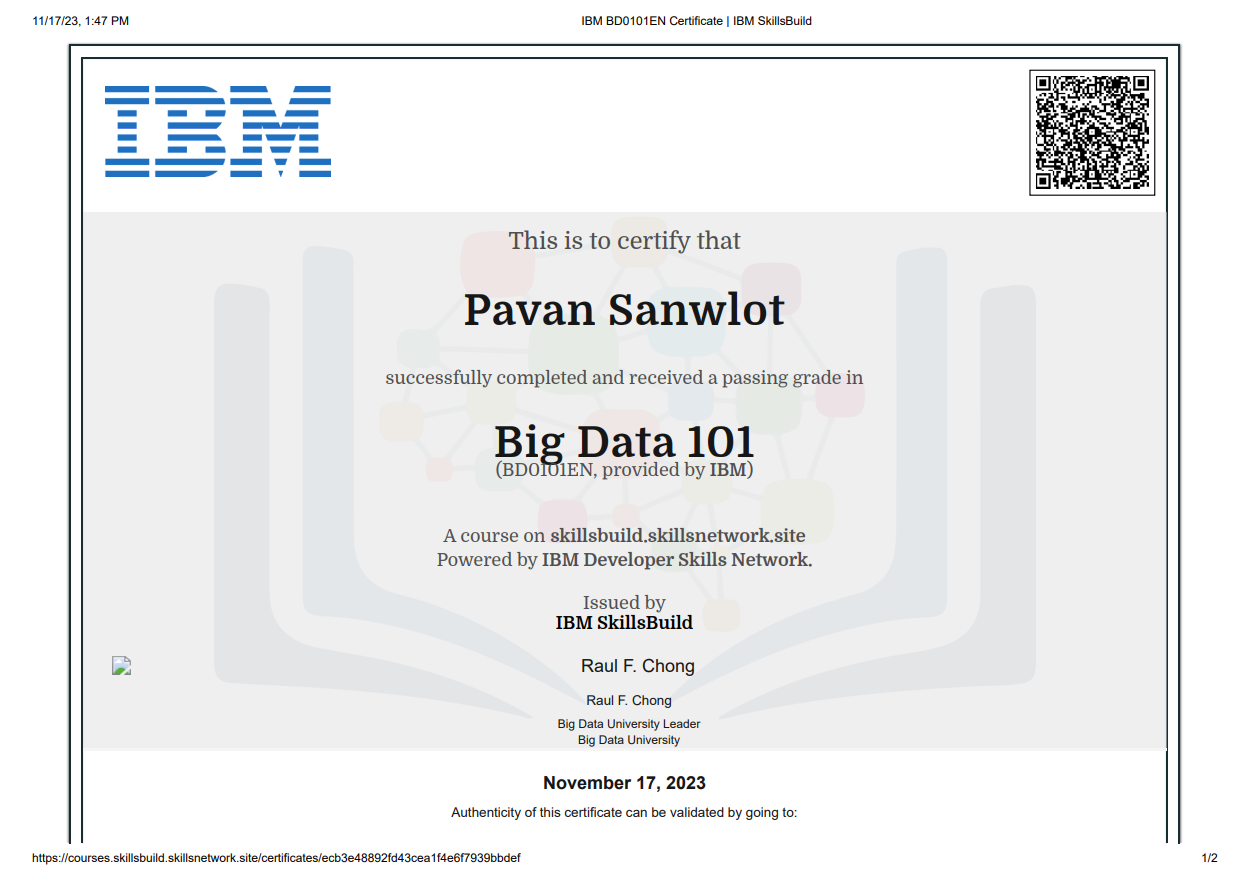 11/17/23, 1:47 PM
IBM BD0101EN Certificate | IBM SkillsBuild
IBM
This is to certify that
Pavan Sanwlot
successfully completed and received a passing grade in
Big Data 101
(BD0101EN, provided by IBM)
A course on skillsbuild.skillsnetwork.site
Powered by IBM Developer Skills Network.
Issued by
IBM SkillsBuild
Raul F. Chong
Raul F. Chong
Big Data University Leader
Big Data University
November 17, 2023
Authenticity of this certificate can be validated by going to:
https://courses.skillsbuild.skillsnetwork.site/certificates/ecb3e48892fd43cea1f4e6f7939bbdef
1/2